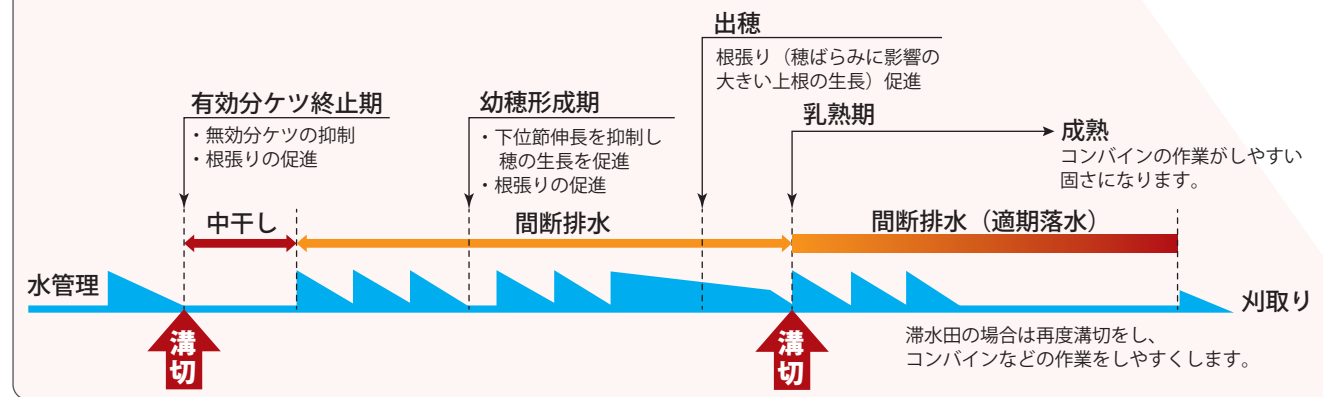 出穂
根張り（穂ばらみに影響の
大きい上根の生長）促進
有効分ケツ終止期
・無効分ケツの抑制
・根張りの促進
幼穂形成期
・下位節伸長を抑制し
穂の生長を促進
・根張りの促進
乳熟期
成熟
コンバインの作業がしやすい
固さになります。
中干し
間断排水
間断排水（適期落水）
水管理
刈取り
溝切
溝切
滞水田の場合は再度溝切をし、
コンバインなどの作業をしやすくします。